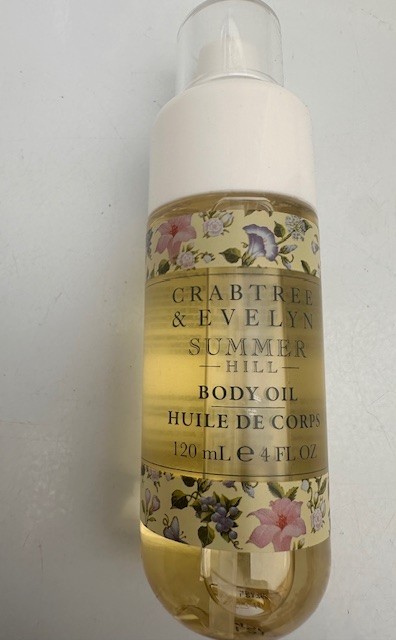 CRABTREE
& EVELYN
SUMMER
HILL
BODY OIL
HUILE DE CORPS
120 mL e 4 FL OZ